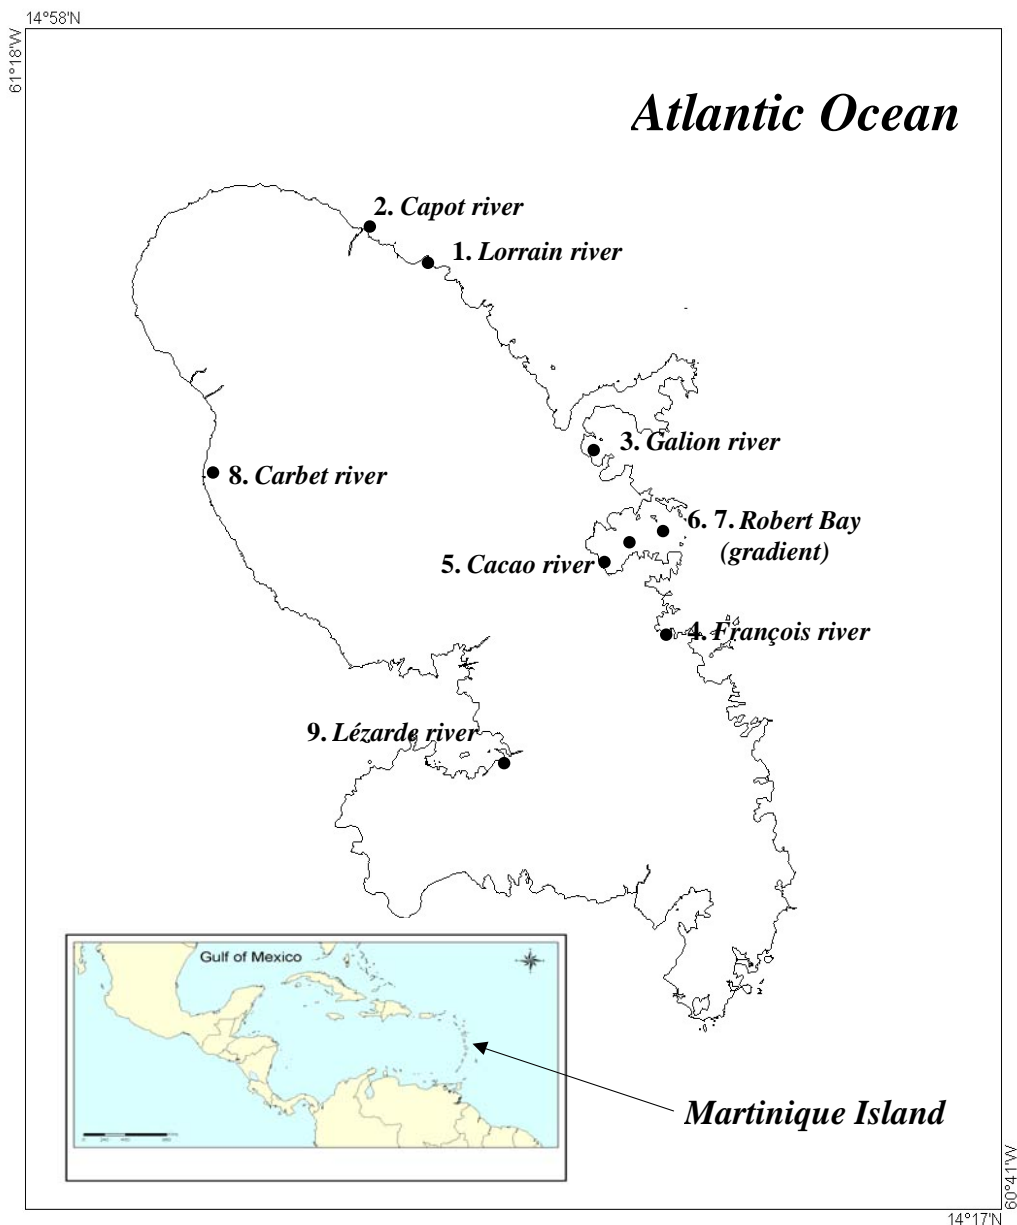 14°58'N
61°18'W
Atlantic Ocean
2. Capot river
1. Lorrain river
3. Galion river
8. Carbet river
6. 7. Robert Bay
(gradient)
5. Cacao river
4. François river
9. Lézarde river
Gulf of Mexico
Martinique Island
60°41'W
14°17'N